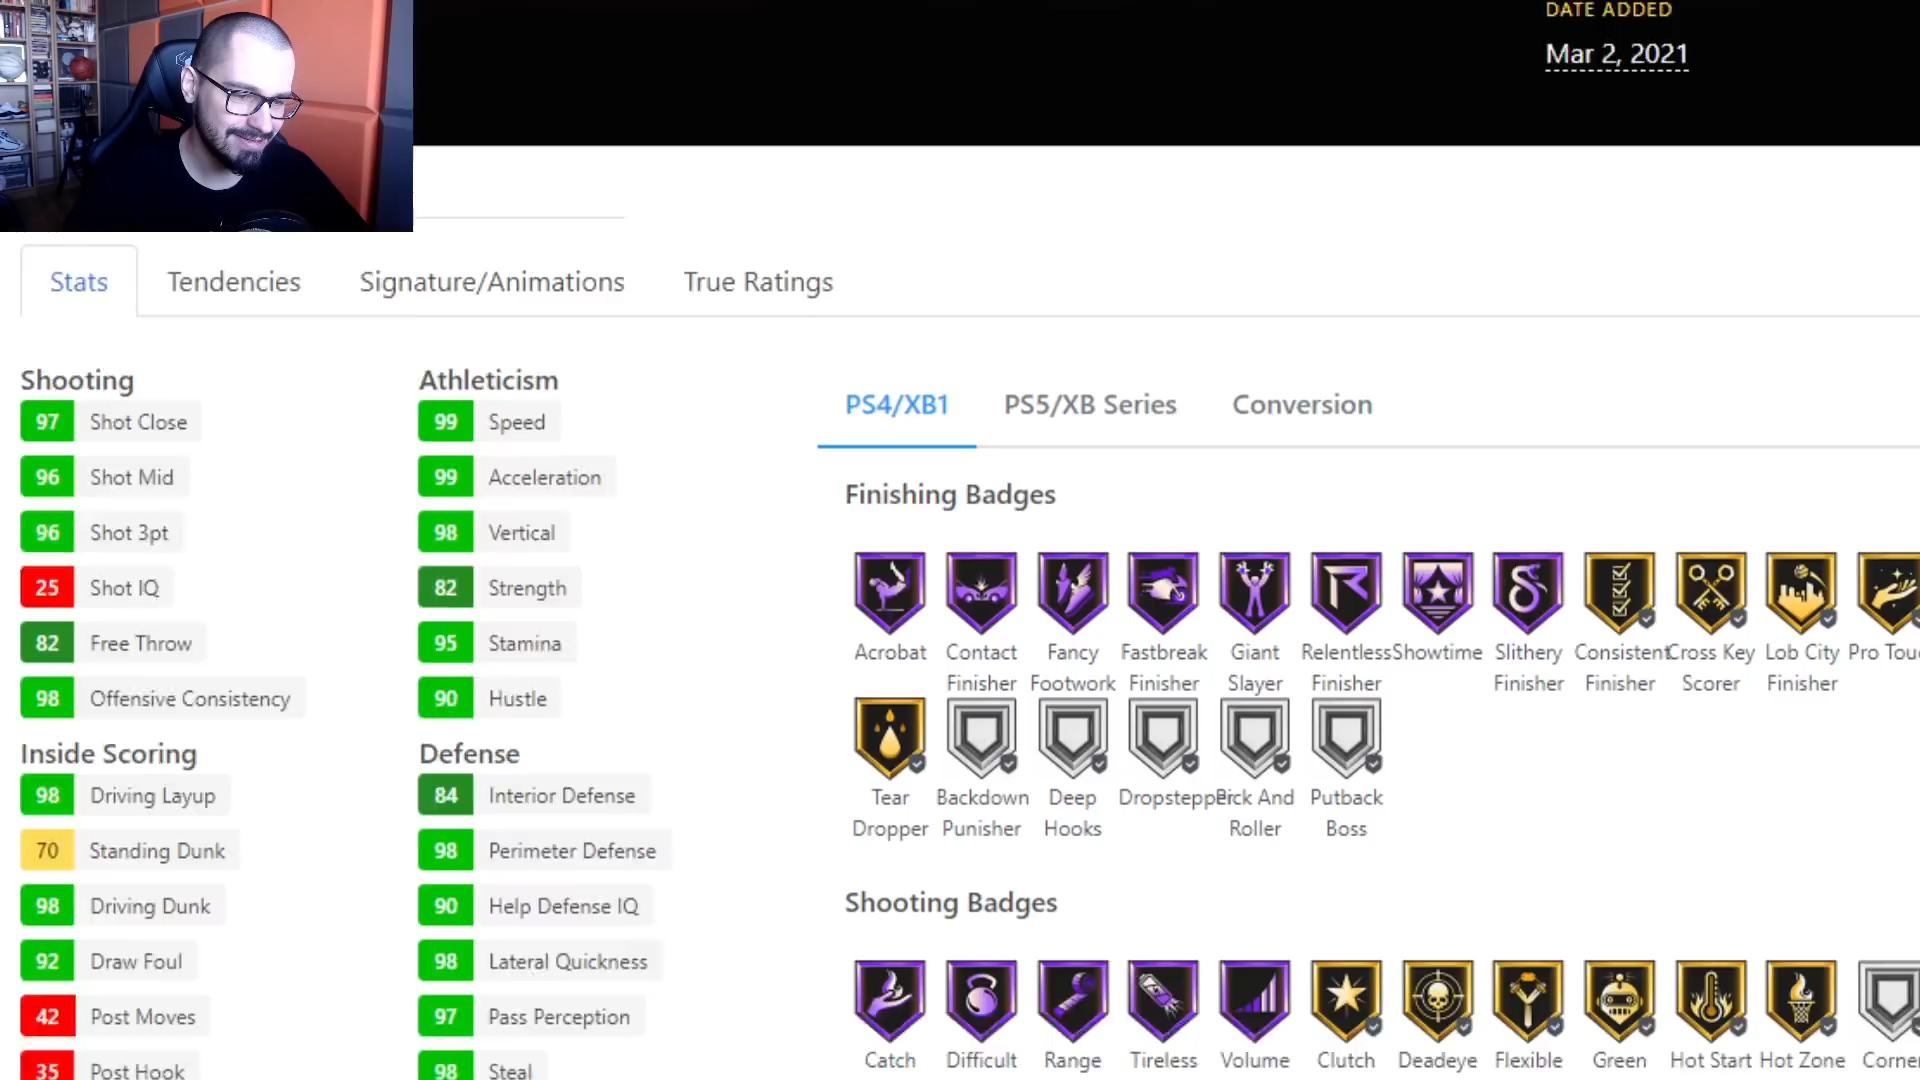 DATE ADDED
Mar 2, 2021
Stats Tendencies Signature/Animations True Ratings
Shooting
97 Shot Close
96 Shot Mid
96 Shot 3pt
25 Shot IQ
82 Free Throw
98 Offensive Consistency
Inside Scoring
98 Driving Layup
70 Standing Dunk
98 Driving Dunk
92 Draw Foul
42 Post Moves
35 Post Hook
Athleticism
99 Speed
99 Acceleration
98 Vertical
82 Strength
95 Stamina
90 Hustle
Defense
84 Interior Defense
98 Perimeter Defense
90 Help Defense IQ
98 Lateral Quickness
97 Pass Perception
98 Steal
PS4/XB1 PS5/XB Series Conversion
Finishing Badges
Acrobat Contact Fancy Fastbreak Giant Relentless Showtime Slithery Consistent Cross Key Lob City Pro Touc
Finisher Footwork Finisher Slayer Finisher Finisher Finisher Scorer Finisher
Tear Backdown Deep Dropstepper Pick And Putback
Dropper Punisher Hooks Roller Boss
Shooting Badges
Catch Difficult Range Tireless Volume Clutch Deadeye Flexible Green Hot Start Hot Zone Corner